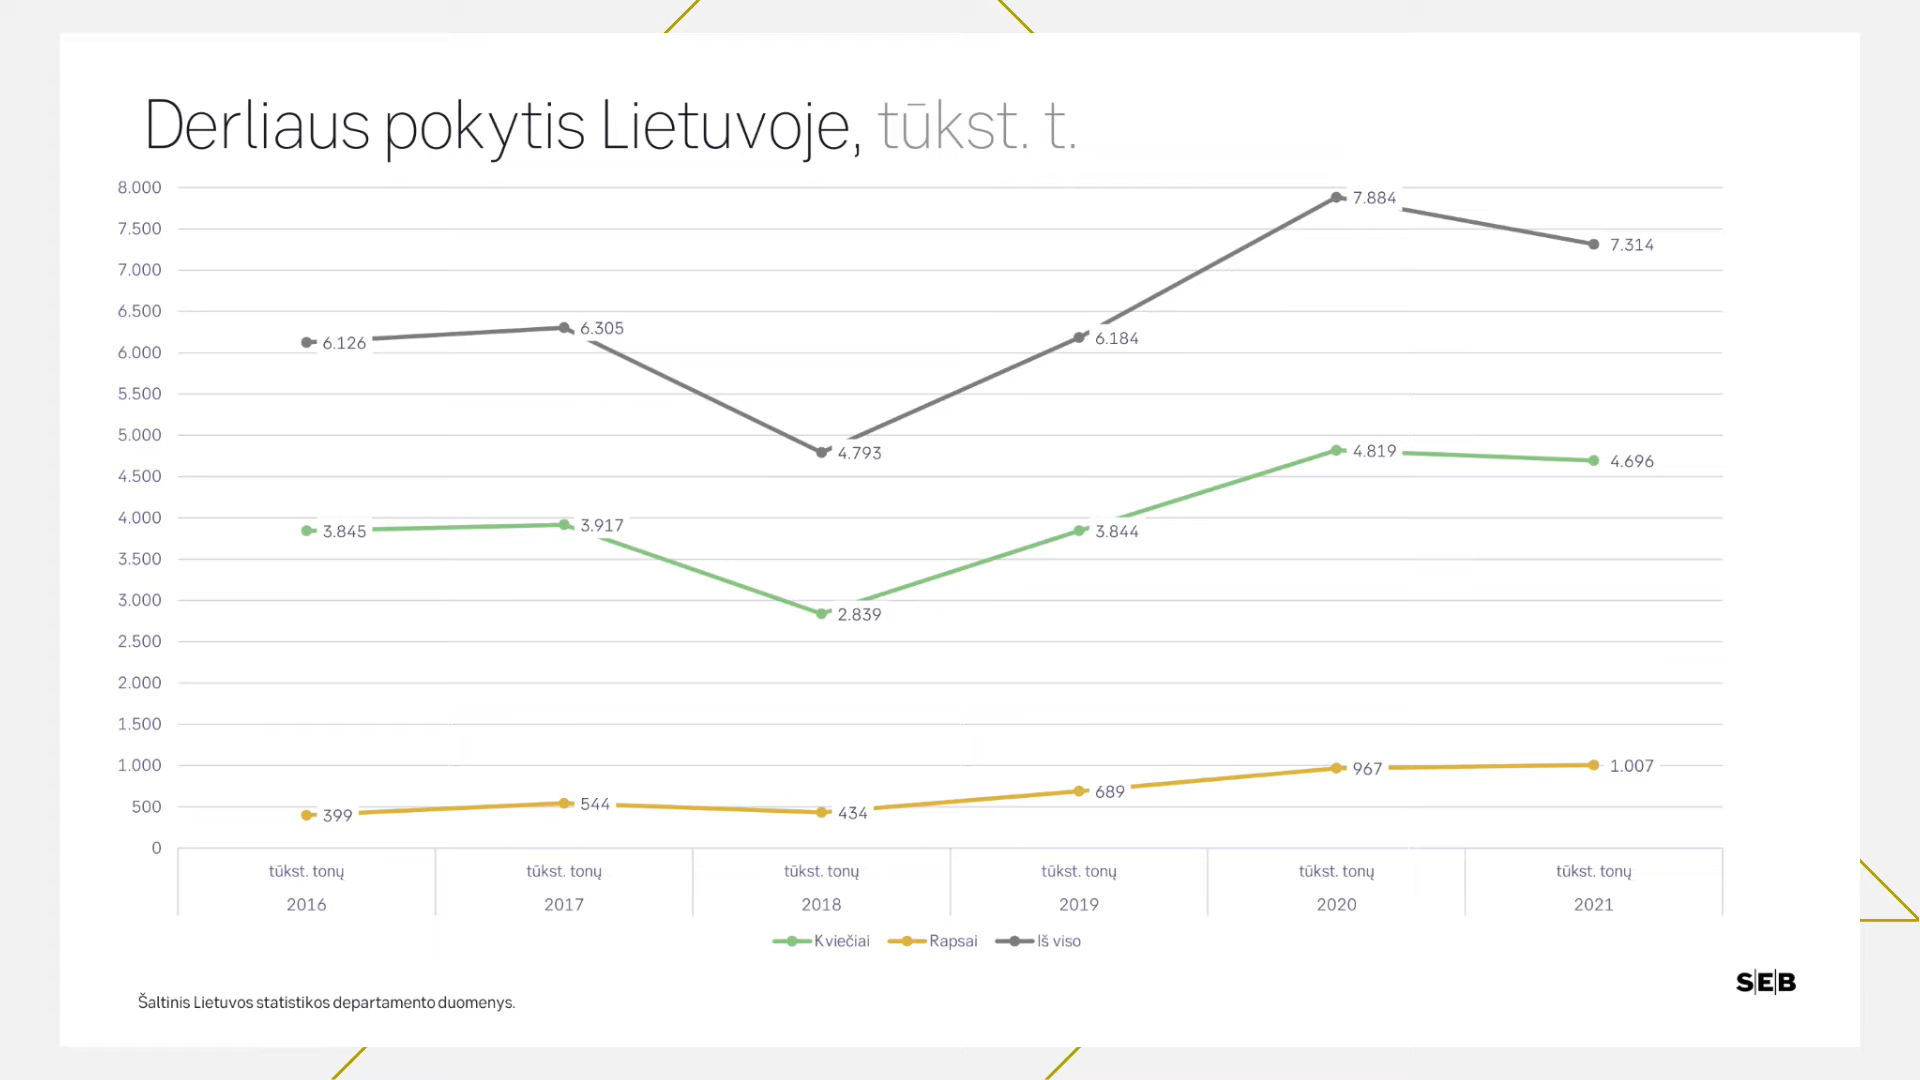 Derliaus pokytis Lietuvoje, tūkst. t.
8.000
7.500
7.000
6.500
6.000
5.500
5.000
4.500
4.000
3.500
3.000
2.500
2.000
1.500
1.000
500
0
6.126 6.305 4.793 6.184 7.884 7.314
3.845 3.917 2.839 3.844 4.819 4.696
399 544 434 689 967 1.007
tūkst. tonų tūkst. tonų tūkst. tonų tūkst. tonų tūkst. tonų tūkst. tonų
2016 2017 2018 2019 2020 2021
Kviečiai Rapsai Iš viso
Šaltinis Lietuvos statistikos departamento duomenys.
SEB